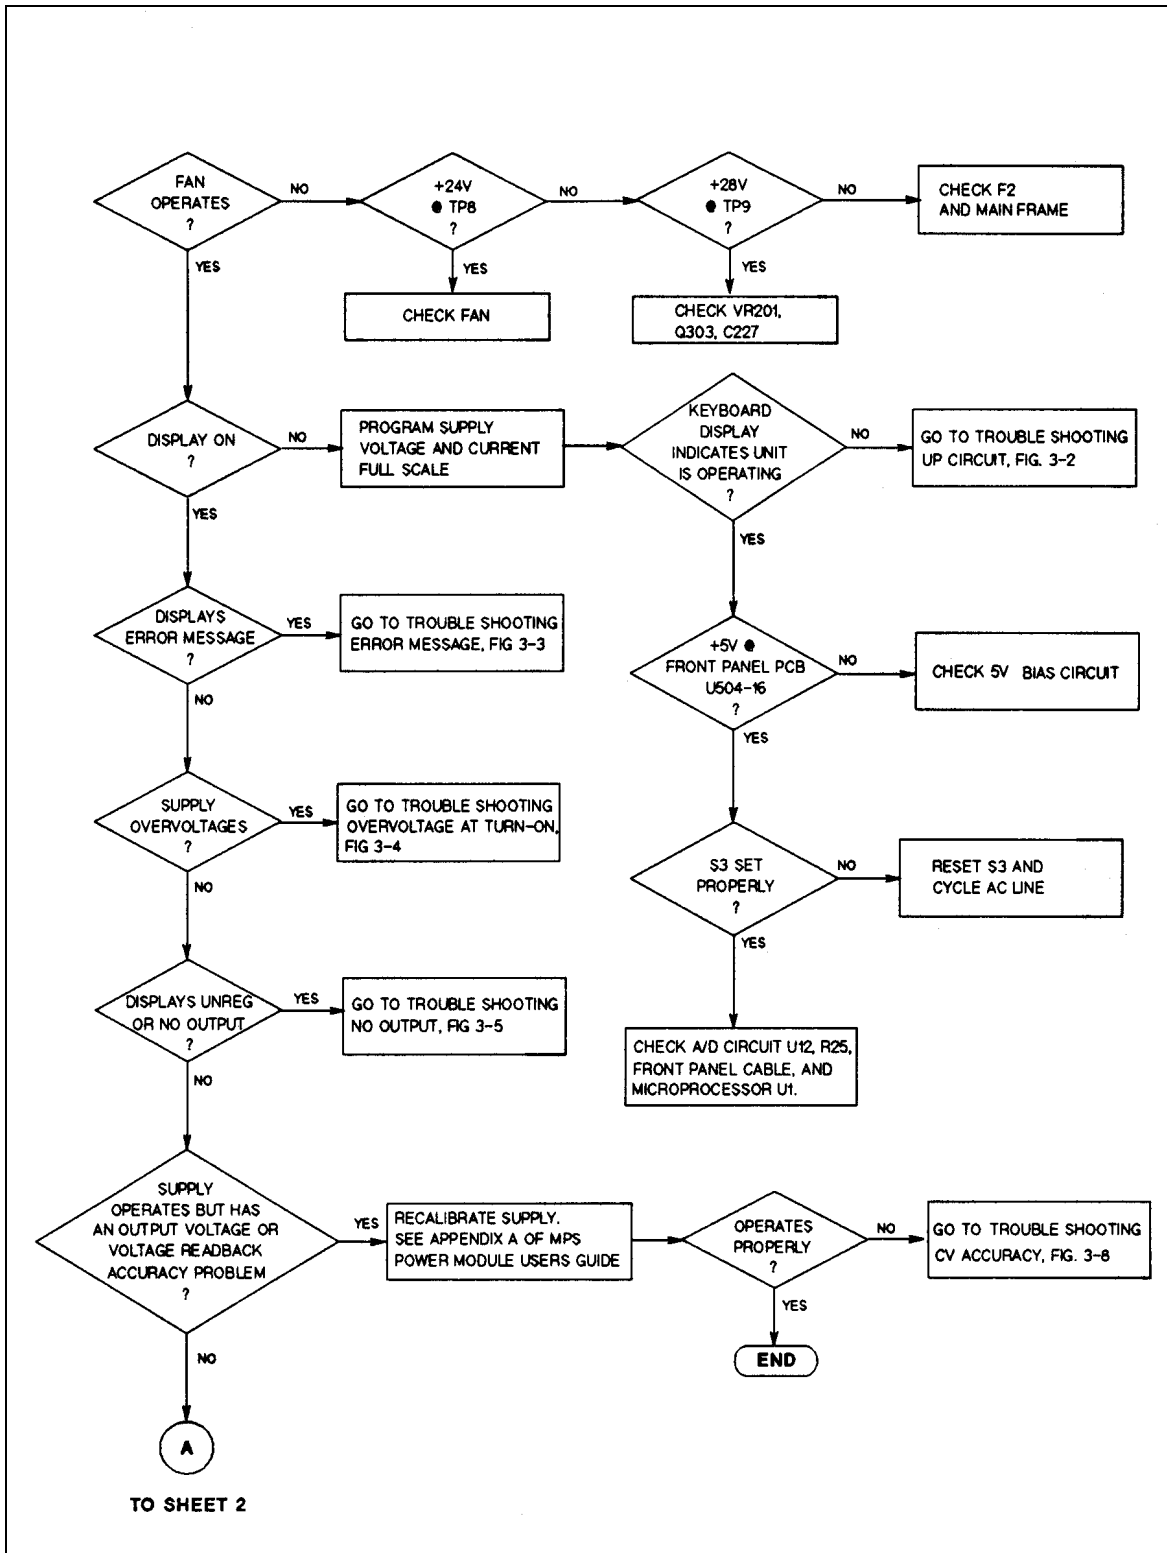 FAN
OPERATES
?
NO
+24V
● TP8
?
NO
+28V
● TP9
?
NO
CHECK F2
AND MAIN FRAME
YES
YES
YES
CHECK FAN
CHECK VR201,
Q303, C227
DISPLAY ON
?
NO
PROGRAM SUPPLY
VOLTAGE AND CURRENT
FULL SCALE
KEYBOARD
DISPLAY
INDICATES UNIT
IS OPERATING
?
NO
GO TO TROUBLE SHOOTING
UP CIRCUIT, FIG. 3-2
YES
YES
DISPLAYS
ERROR MESSAGE
?
YES
GO TO TROUBLE SHOOTING
ERROR MESSAGE, FIG 3-3
+5V ●
FRONT PANEL PCB
U504-16
?
NO
CHECK 5V BIAS CIRCUIT
NO
YES
SUPPLY
OVERVOLTAGES
?
YES
GO TO TROUBLE SHOOTING
OVERVOLTAGE AT TURN-ON,
FIG 3-4
S3 SET
PROPERLY
?
NO
RESET S3 AND
CYCLE AC LINE
NO
YES
DISPLAYS UNREG
OR NO OUTPUT
?
YES
GO TO TROUBLE SHOOTING
NO OUTPUT, FIG 3-5
CHECK A/D CIRCUIT U12, R25,
FRONT PANEL CABLE, AND
MICROPROCESSOR U1.
NO
SUPPLY
OPERATES BUT HAS
AN OUTPUT VOLTAGE OR
VOLTAGE READBACK
ACCURACY PROBLEM
?
YES
RECALIBRATE SUPPLY.
SEE APPENDIX A OF MPS
POWER MODULE USERS GUIDE
OPERATES
PROPERLY
?
NO
GO TO TROUBLE SHOOTING
CV ACCURACY, FIG. 3-8
YES
END
NO
A
TO SHEET 2